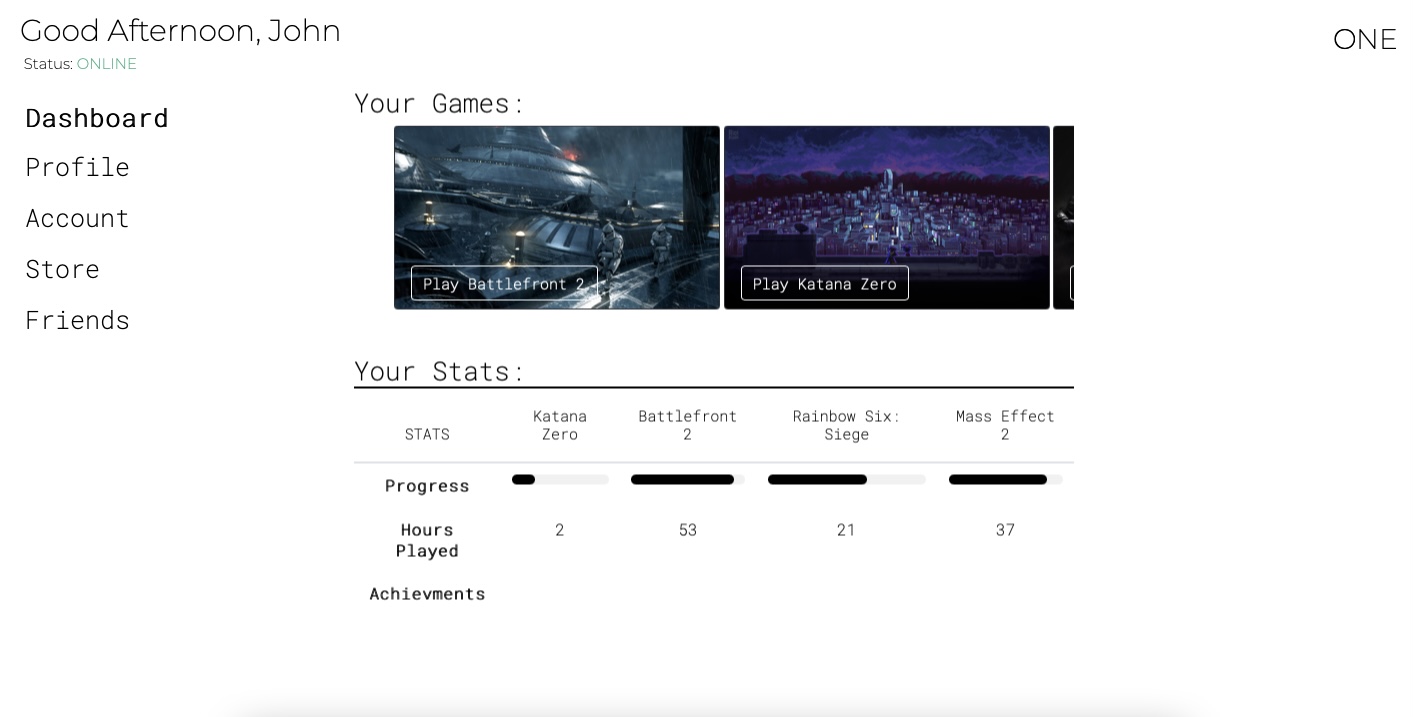 Good Afternoon, John
ONE
Status: ONLINE
Dashboard
Profile
Account
Store
Friends
Your Games:
Play Battlefront 2
Play Katana Zero
Your Stats:
STATS
Katana
Zero
Battlefront
2
Rainbow Six:
Siege
Mass Effect
2
Progress
Hours
Played
2
53
21
37
Achievments